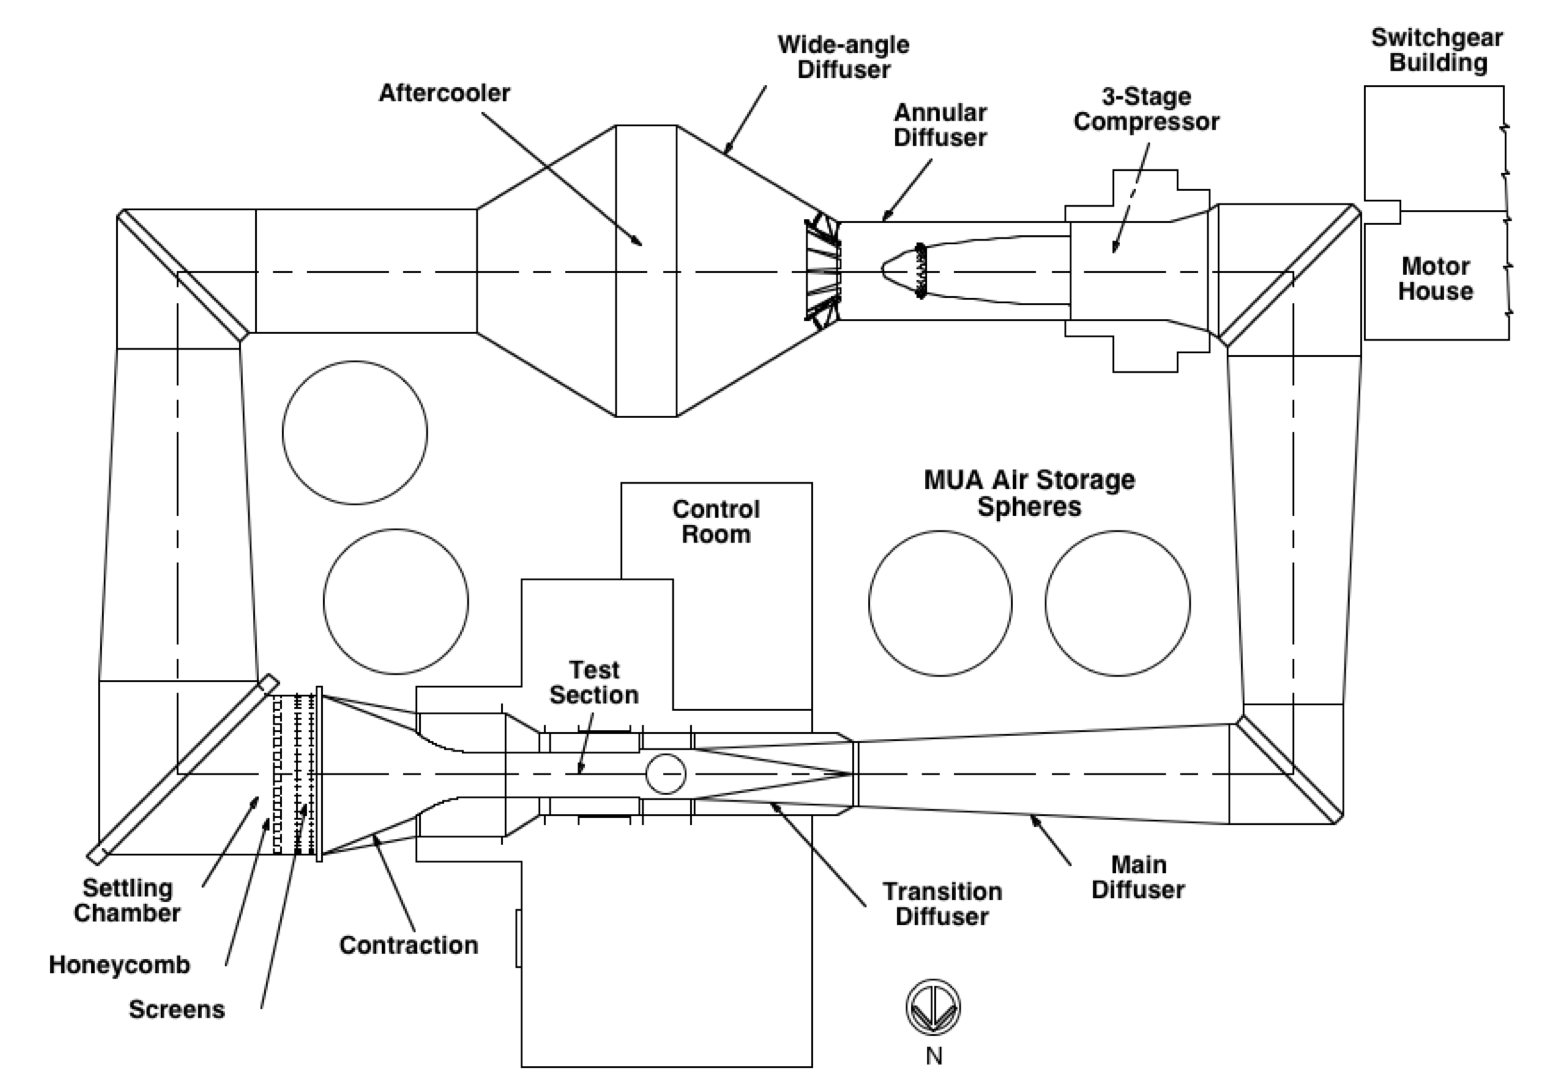 Switchgear
Building
Wide-angle
Diffuser
Aftercooler
Annular
Diffuser
3-Stage
Compressor
Motor
House
MUA Air Storage
Spheres
Control
Room
Test
Section
Settling
Chamber
Honeycomb
Screens
Contraction
Transition
Diffuser
Main
Diffuser
N